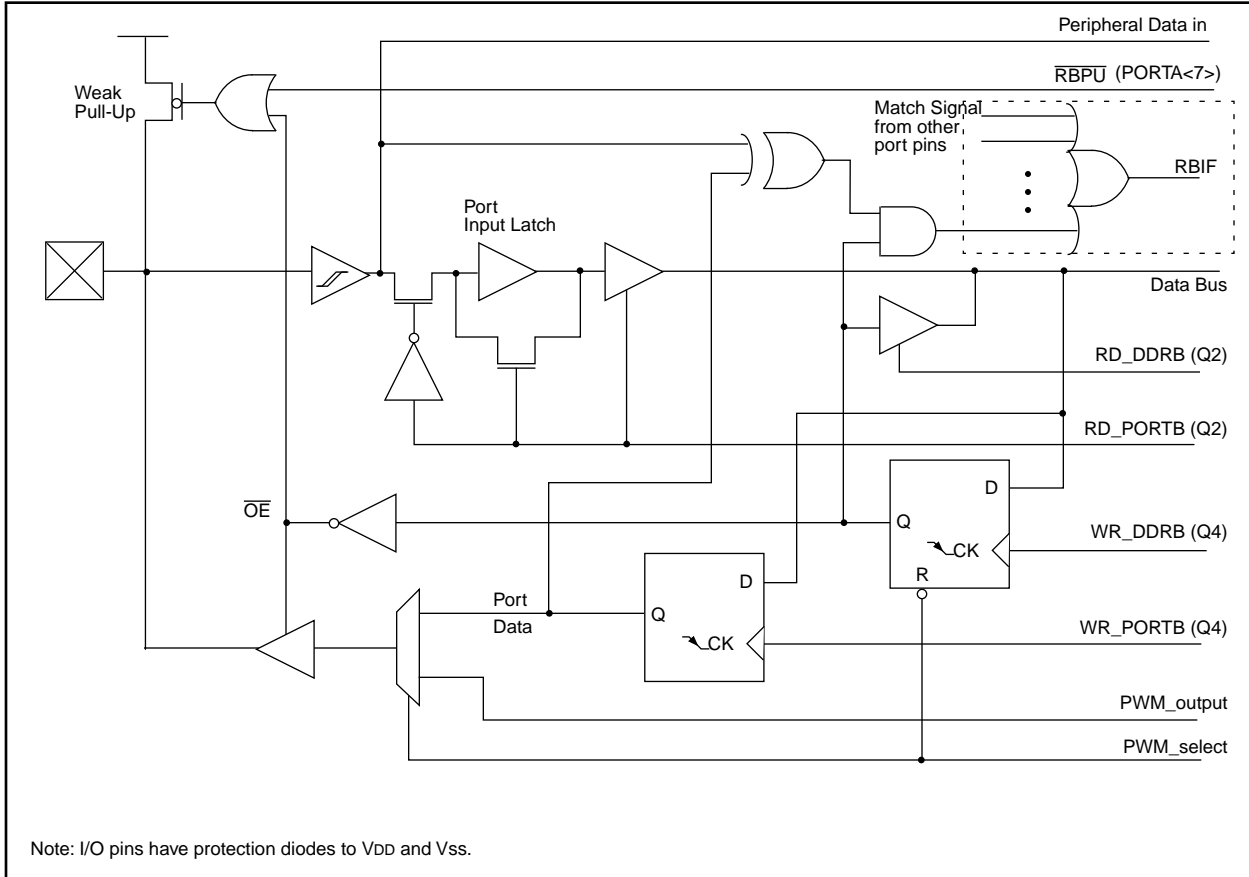 Peripheral Data in
RBPU (PORTA<7>)
Weak
Pull-Up
Match Signal
from other
port pins
RBIF
Port
Input Latch
Data Bus
RD_DDRB (Q2)
RD_PORTB (Q2)
D
OE
Q
WR_DDRB (Q4)
CK
R
D
Port
Data
Q
WR_PORTB (Q4)
CK
PWM_output
PWM_select
Note: I/O pins have protection diodes to VDD and Vss.